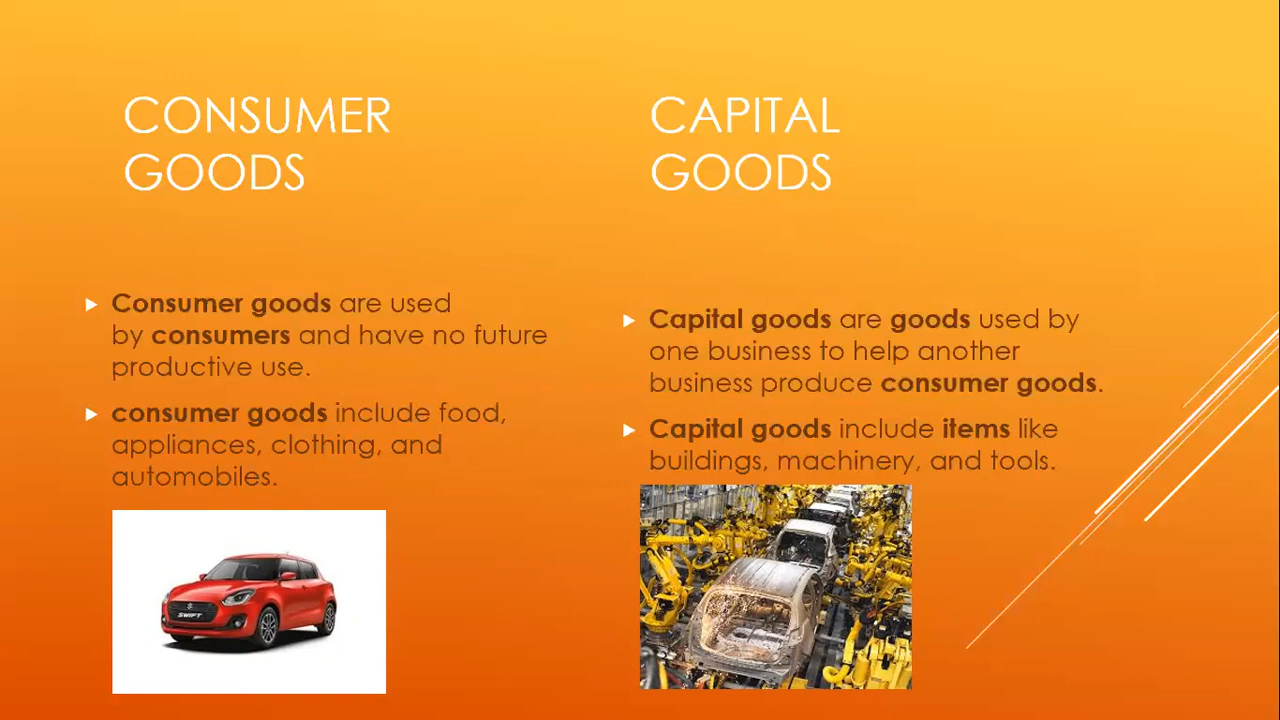 CONSUMER
GOODS
Consumer goods are used
by consumers and have no future
productive use.
consumer goods include food,
appliances, clothing, and
automobiles.
SWIFT
CAPITAL
GOODS
Capital goods are goods used by
one business to help another
business produce consumer goods.
Capital goods include items like
buildings, machinery, and tools.